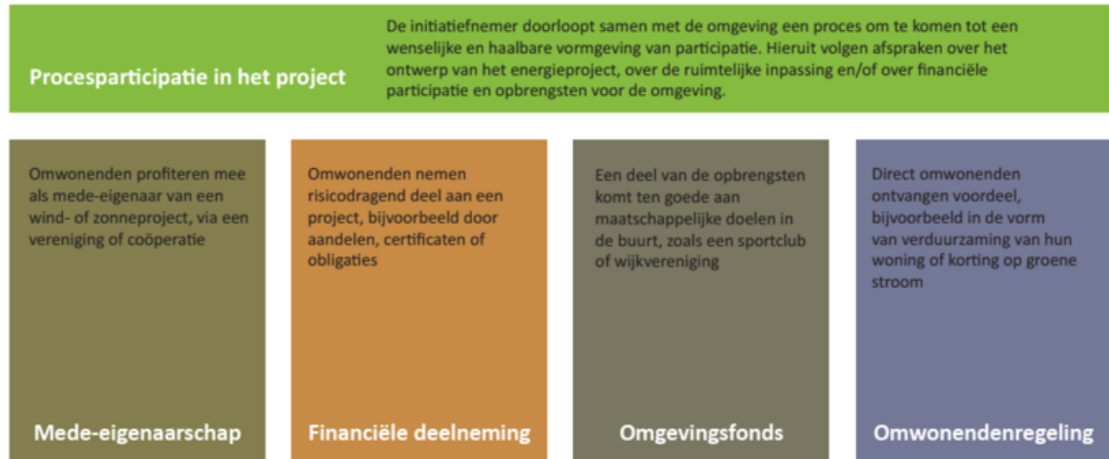 Procesparticipatie in het project
De initiatiefnemer doorloopt samen met de omgeving een proces om te komen tot een
wenselijke en haalbare vormgeving van participatie. Hieruit volgen afspraken over het
ontwerp van het energieproject, over de ruimtelijke inpassing en/of over financiële
participatie en opbrengsten voor de omgeving.
Omwonenden profiteren mee
als mede-eigenaar van een
wind- of zonneproject, via een
vereniging of coöperatie
Mede-eigenaarschap
Omwonenden nemen
risicodragend deel aan een
project, bijvoorbeeld door
aandelen, certificaten of
obligaties
Financiële deelneming
Een deel van de opbrengsten
komt ten goede aan
maatschappelijke doelen in
de buurt, zoals een sportclub
of wijkvereniging
Omgevingsfonds
Direct omwonenden
ontvangen voordeel,
bijvoorbeeld in de vorm
van verduurzaming van hun
woning of korting op groene
stroom
Omwonendenregeling